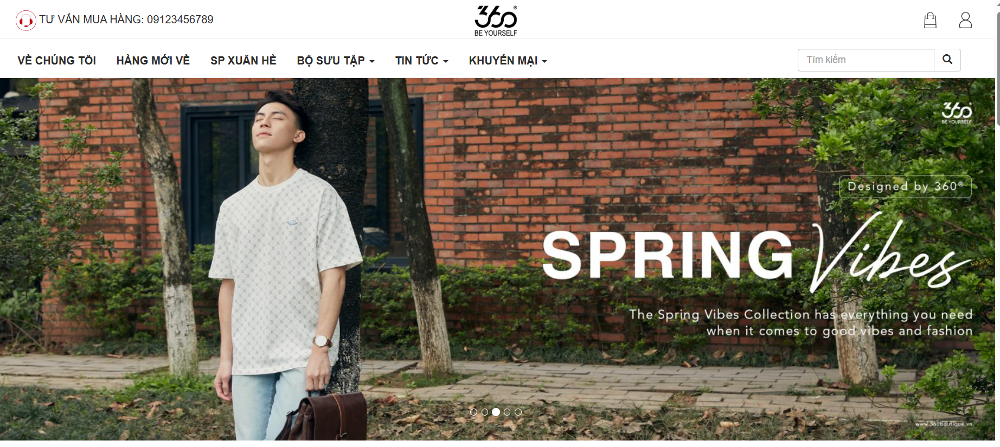 TƯ VẤN MUA HÀNG: 09123456789
360®
BE YOURSELF
VỀ CHÚNG TÔI HÀNG MỚI VỀ SP XUÂN HÈ BỘ SƯU TẬP TIN TỨC KHUYẾN MẠI
Tìm kiếm
360®
BE YOURSELF
Designed by 360®
SPRING Vibes
The Spring Vibes Collection has everything you need
when it comes to good vibes and fashion
www.360boutique.vn